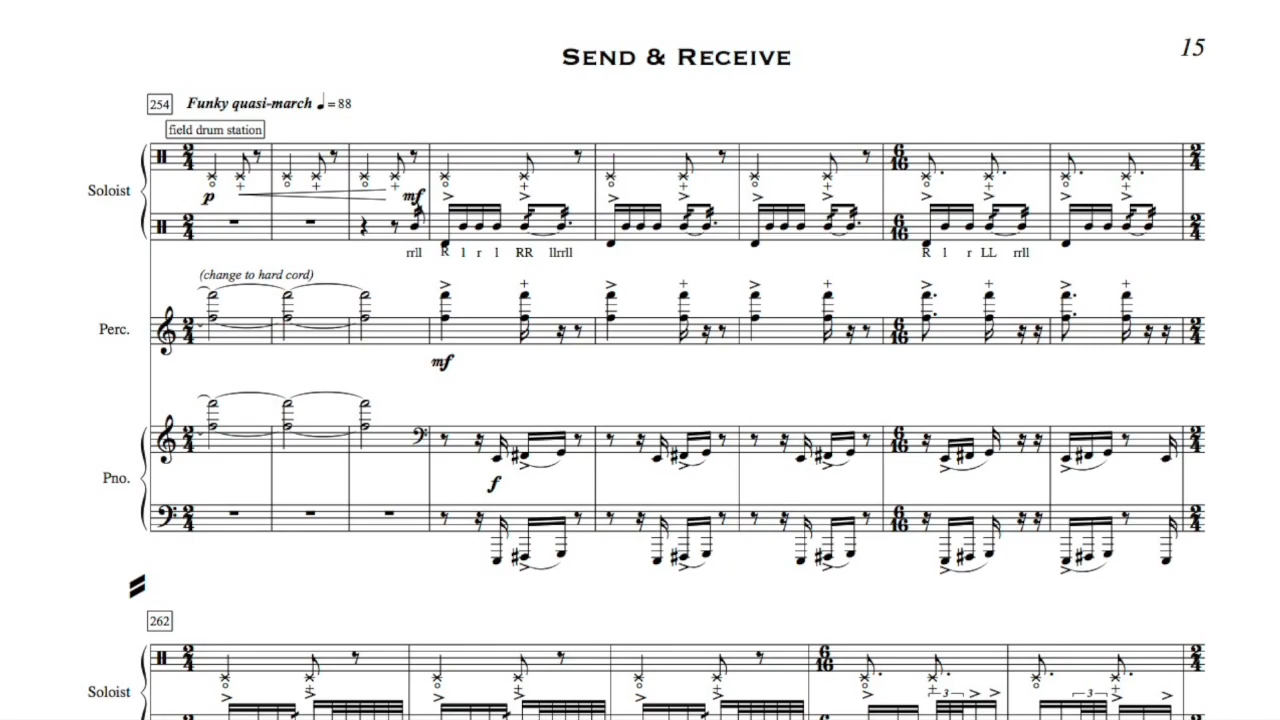 15
SEND & RECEIVE
254 Funky quasi-march ♩ = 88
field drum station
Soloist
p mf
rrll R l r l RR llrrll R l r LL rrll
(change to hard cord)
Perc.
mf
Pno.
f
262
Soloist
3 3